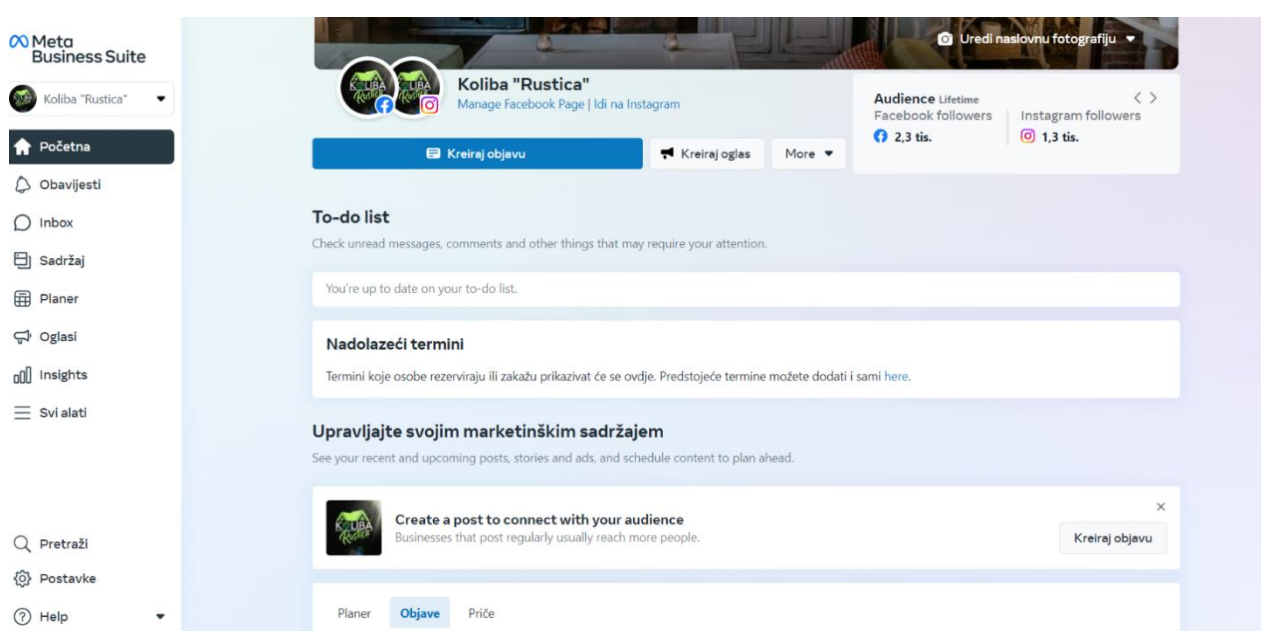 Meta
Business Suite
Koliba "Rustica"
Početna
Obavijesti
Inbox
Sadržaj
Planer
Oglasi
Insights
Svi alati
Pretraži
Postavke
Help
Uredi naslovnu fotografiju
KOLIBA
Rustica
KOLIBA
Rustica
Koliba "Rustica"
Manage Facebook Page | Idi na Instagram
Kreiraj objavu
Kreiraj oglas
More
Audience Lifetime
Facebook followers
2,3 tis.
Instagram followers
1,3 tis.
To-do list
Check unread messages, comments and other things that may require your attention.
You're up to date on your to-do list.
Nadolazeći termini
Termini koje osobe rezerviraju ili zakažu prikazivat će se ovdje. Predstojeće termine možete dodati i sami here.
Upravljajte svojim marketinškim sadržajem
See your recent and upcoming posts, stories and ads, and schedule content to plan ahead.
KOLIBA
Rustica
Create a post to connect with your audience
Businesses that post regularly usually reach more people.
Kreiraj objavu
Planer
Objave
Priče